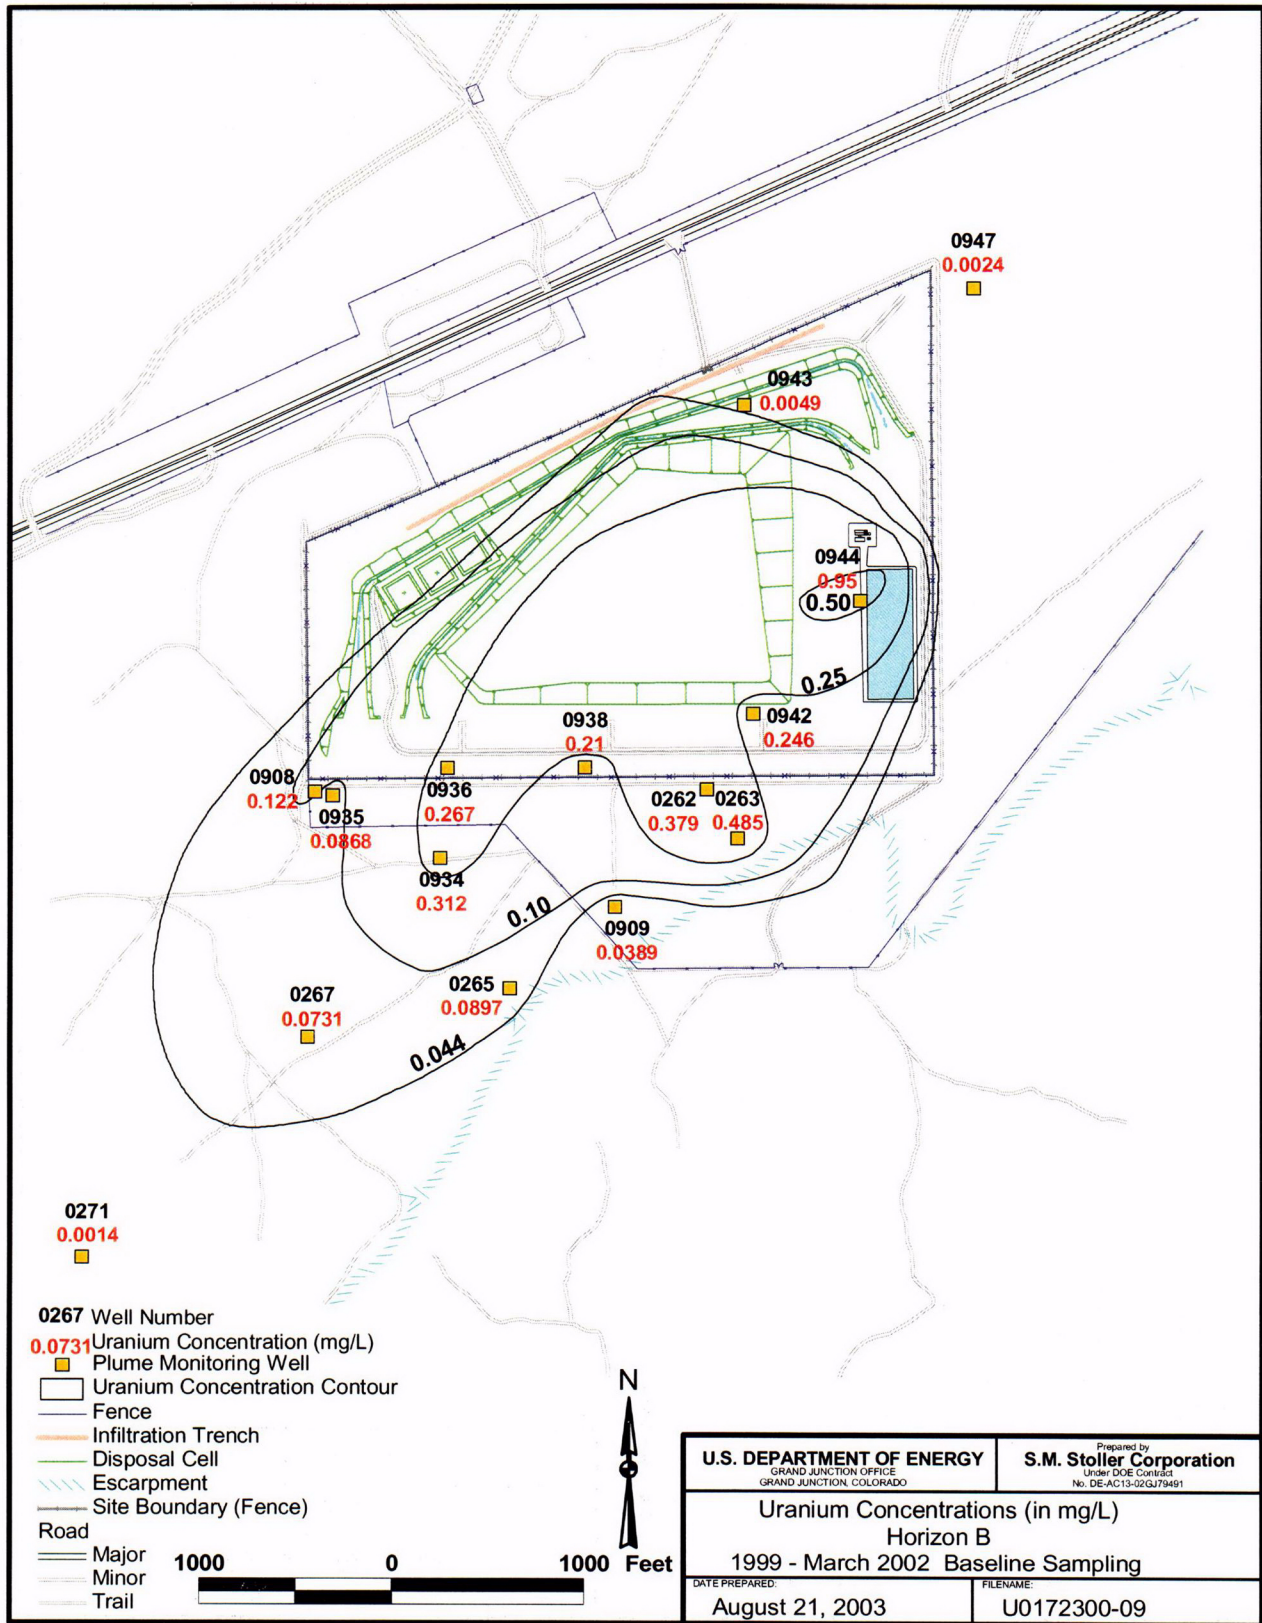 0947
0.0024
0943
0.0049
0944
0.95
0.50
0.25
0938
0.21
0942
0.246
0908
0.122
0935
0.0868
0936
0.267
0262
0.379
0263
0.485
0934
0.312
0.10
0909
0.0389
0265
0.0897
0267
0.0731
0.044
0271
0.0014
0267 Well Number
0.0731 Uranium Concentration (mg/L)
Plume Monitoring Well
Uranium Concentration Contour
Fence
Infiltration Trench
Disposal Cell
Escarpment
Site Boundary (Fence)
Road
Major
Minor
Trail
1000 0 1000 Feet
N
U.S. DEPARTMENT OF ENERGY
GRAND JUNCTION OFFICE
GRAND JUNCTION, COLORADO
Prepared by
S.M. Stoller Corporation
Under DOE Contract
No. DE-AC13-02GJ79491
Uranium Concentrations (in mg/L)
Horizon B
1999 - March 2002 Baseline Sampling
DATE PREPARED:
August 21, 2003
FILENAME:
U0172300-09